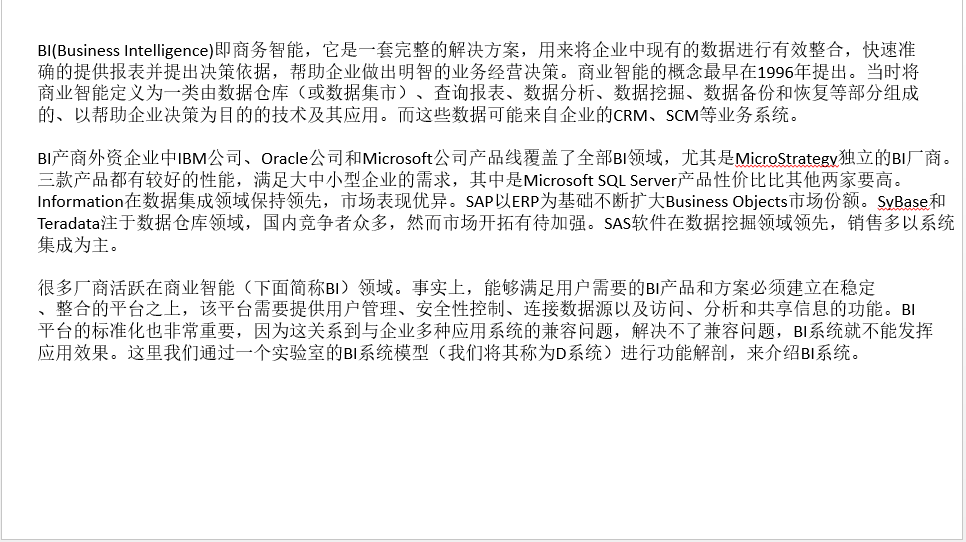 BI(Business Intelligence)即商务智能，它是一套完整的解决方案，用来将企业中现有的数据进行有效整合，快速准
确的提供报表并提出决策依据，帮助企业做出明智的业务经营决策。商业智能的概念最早在1996年提出。当时将
商业智能定义为一类由数据仓库（或数据集市）、查询报表、数据分析、数据挖掘、数据备份和恢复等部分组成
的、以帮助企业决策为目的的技术及其应用。而这些数据可能来自企业的CRM、SCM等业务系统。
BI产商外资企业中IBM公司、Oracle公司和Microsoft公司产品线覆盖了全部BI领域，尤其是MicroStrategy独立的BI厂商。
三款产品都有较好的性能，满足大中小型企业的需求，其中是Microsoft SQL Server产品性价比比其他两家要高。
Information在数据集成领域保持领先，市场表现优异。SAP以ERP为基础不断扩大Business Objects市场份额。SyBase和
Teradata注于数据仓库领域，国内竞争者众多，然而市场开拓有待加强。SAS软件在数据挖掘领域领先，销售多以系统
集成为主。
很多厂商活跃在商业智能（下面简称BI）领域。事实上，能够满足用户需要的BI产品和方案必须建立在稳定
、整合的平台之上，该平台需要提供用户管理、安全性控制、连接数据源以及访问、分析和共享信息的功能。BI
平台的标准化也非常重要，因为这关系到与企业多种应用系统的兼容问题，解决不了兼容问题，BI系统就不能发挥
应用效果。这里我们通过一个实验室的BI系统模型（我们将其称为D系统）进行功能解剖，来介绍BI系统。